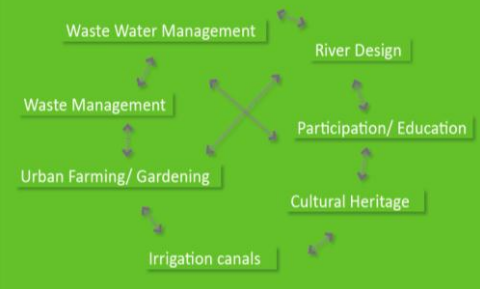 Waste Water Management
River Design
Waste Management
Participation/ Education
Urban Farming/ Gardening
Cultural Heritage
Irrigation canals